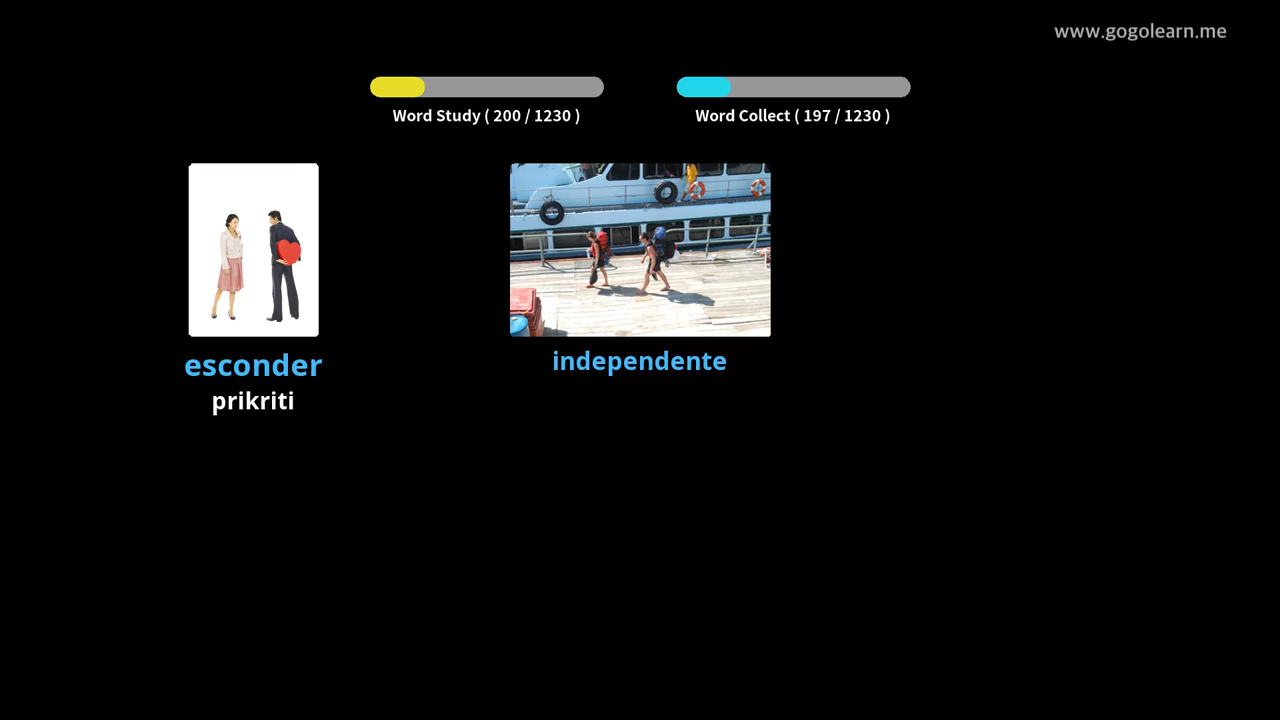 www.gogolearn.me
Word Study ( 200 / 1230 )
Word Collect ( 197 / 1230 )
esconder
prikriti
independente